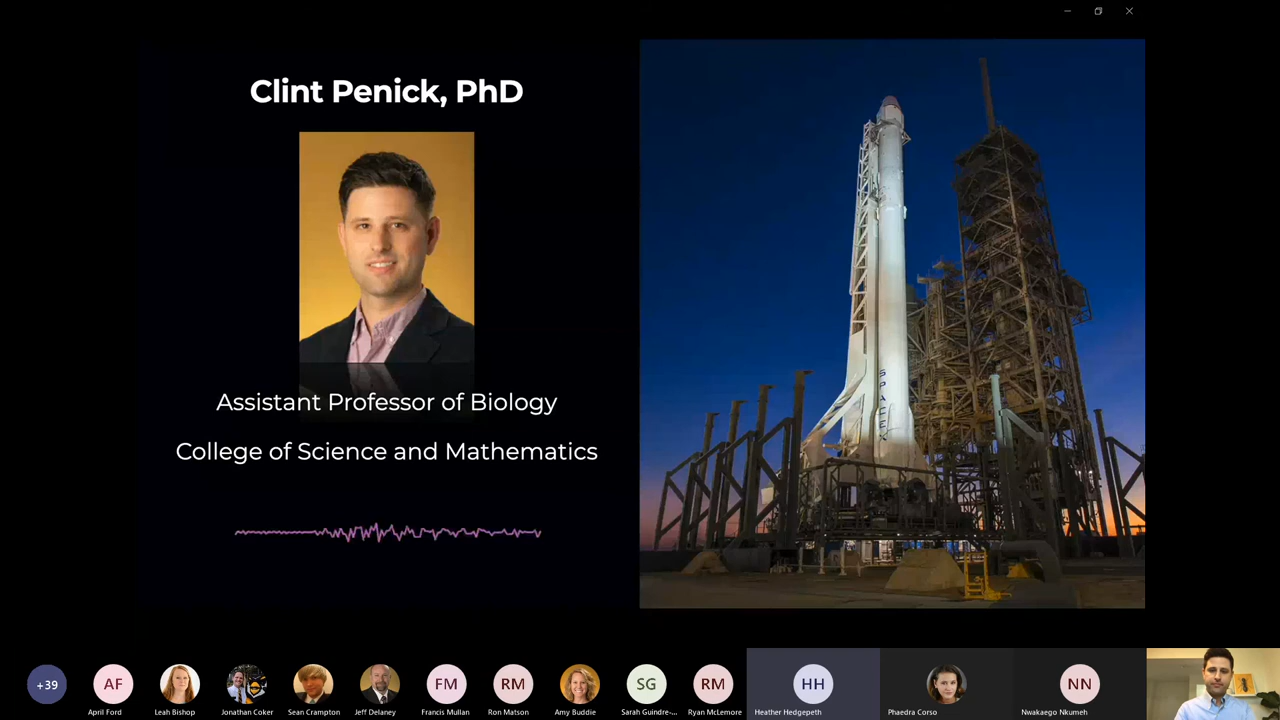 Clint Penick, PhD
Assistant Professor of Biology
College of Science and Mathematics
SPACEX
+39
AF
FM
RM
SG
RM
HH
NN
April Ford
Leah Bishop
Jonathan Coker
Sean Crampton
Jeff Delaney
Francis Mullan
Ron Matson
Amy Buddie
Sarah Guindre-...
Ryan McLemore
Heather Hedgepeth
Phaedra Corso
Nwakaego Nkumeh